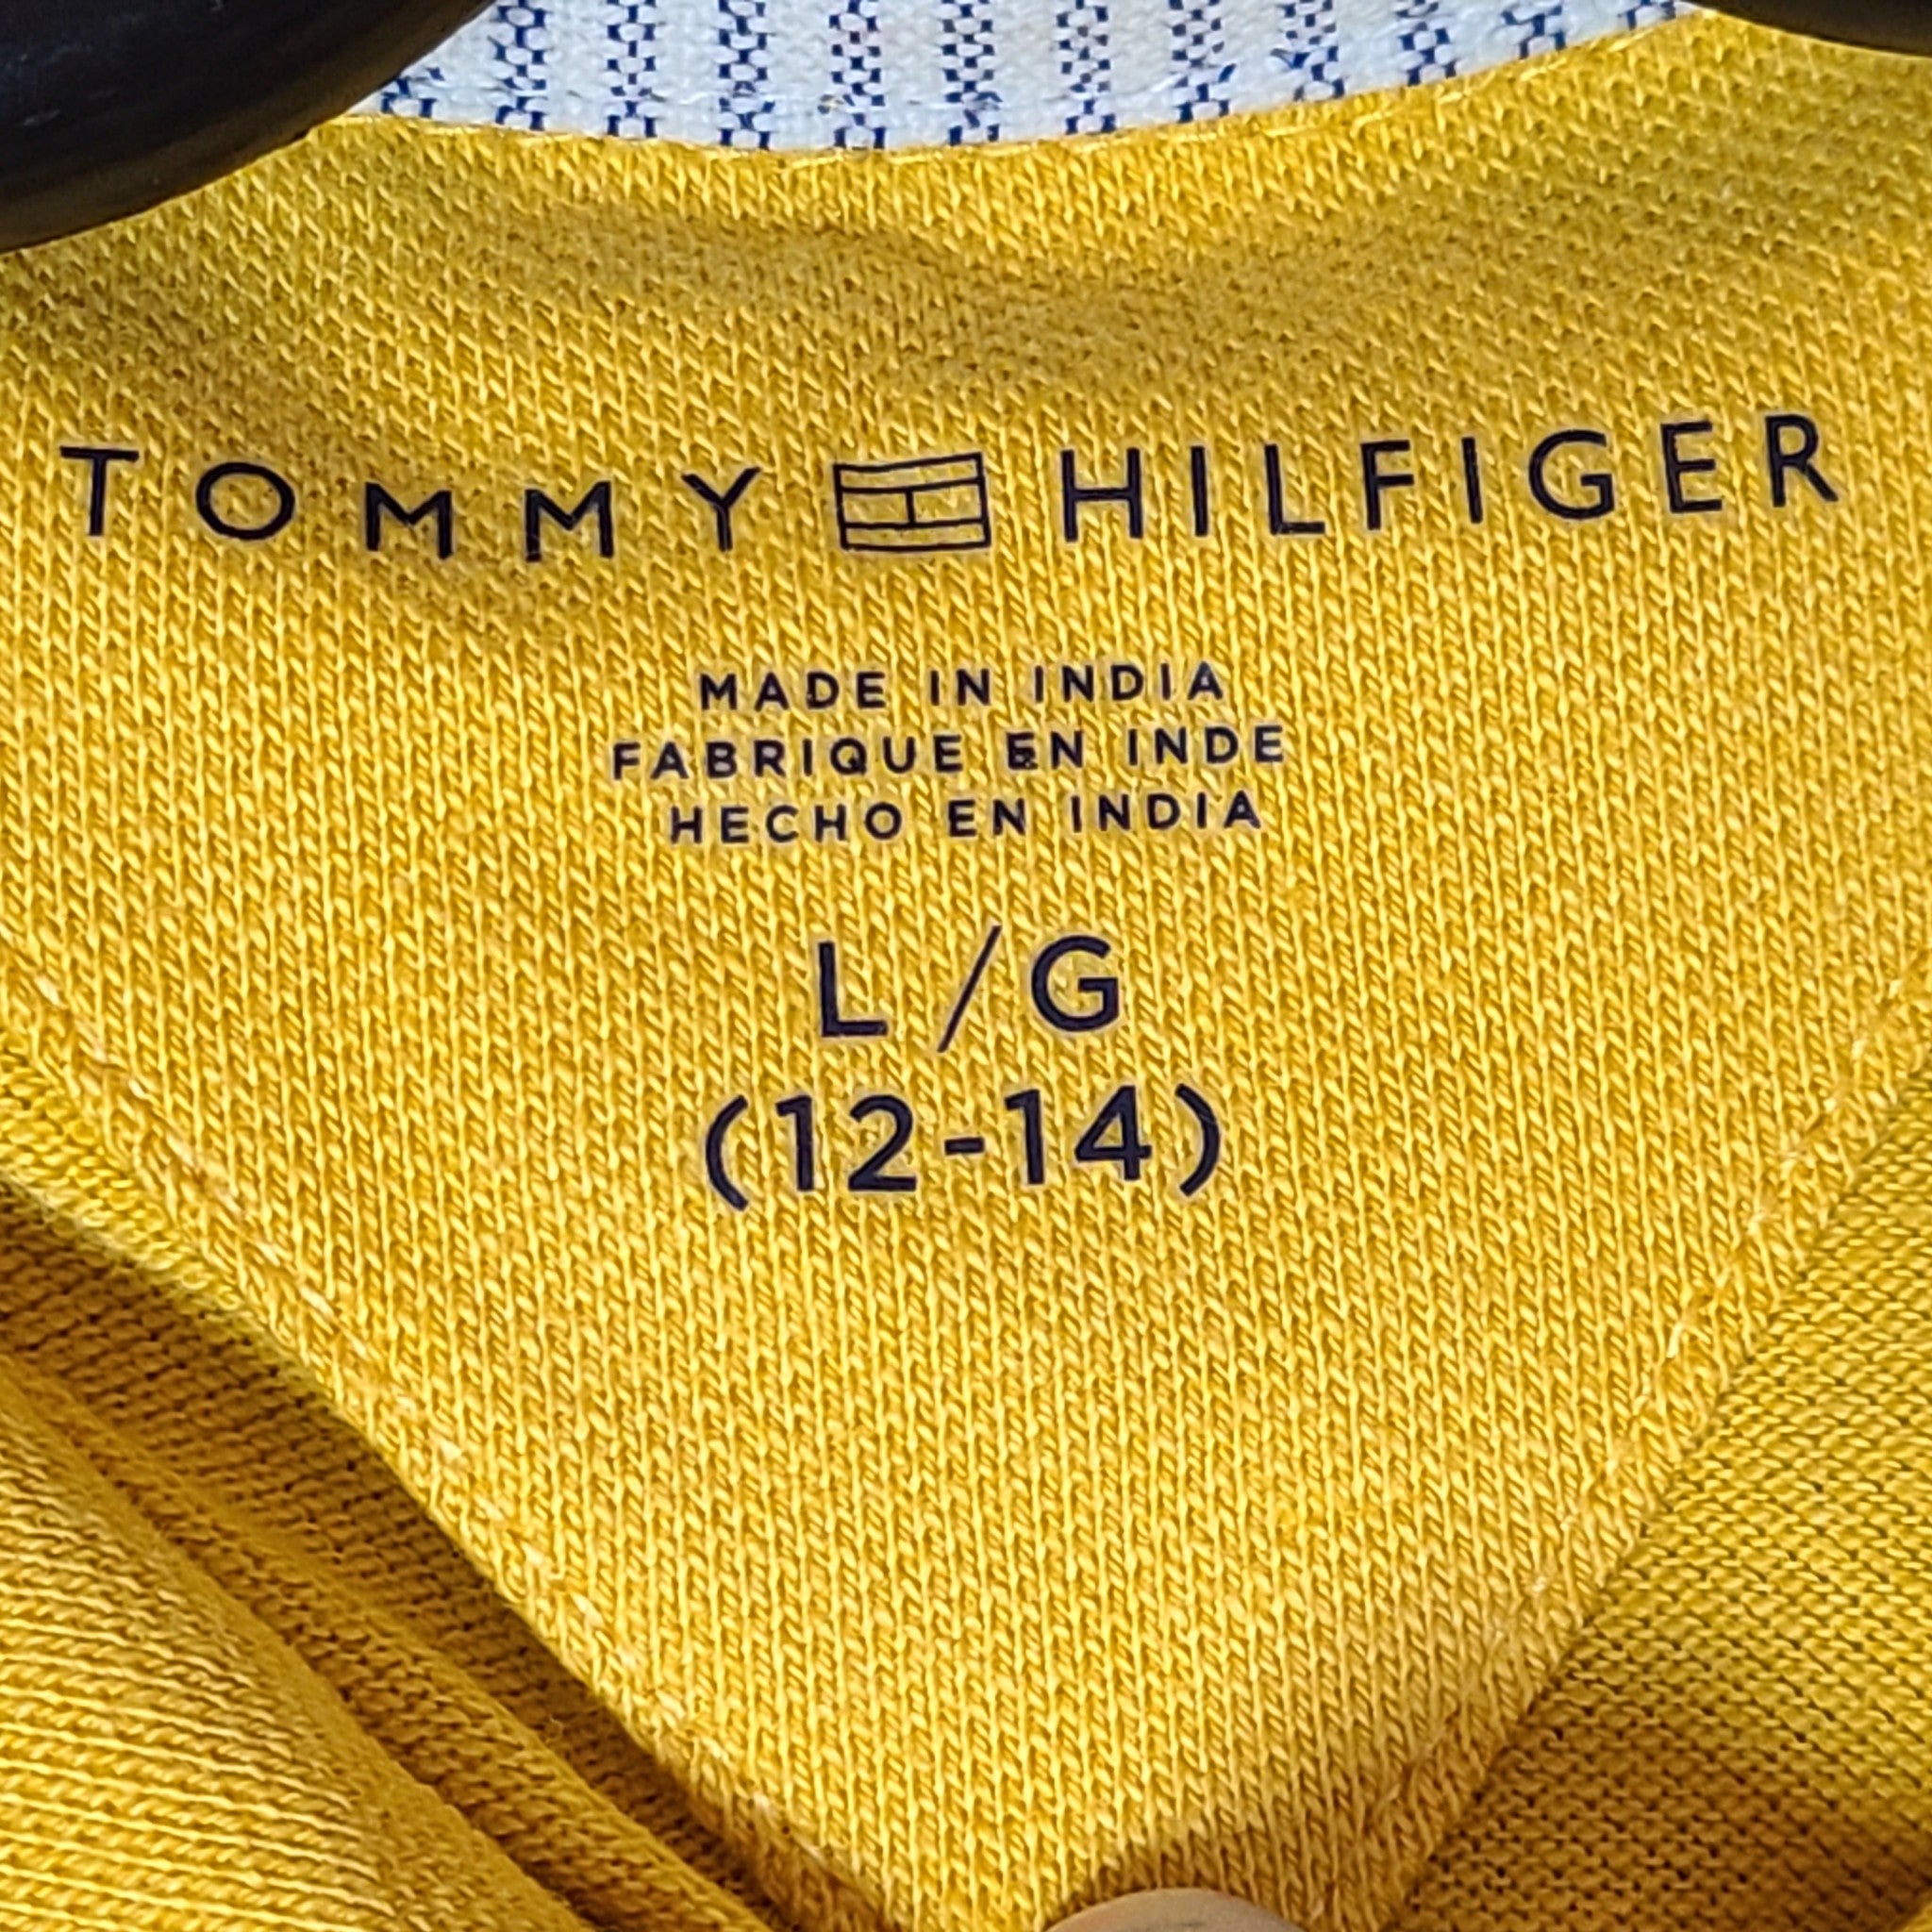 TOMMY HILFIGER
MADE IN INDIA
FABRIQUE EN INDE
HECHO EN INDIA
L/G
(12-14)